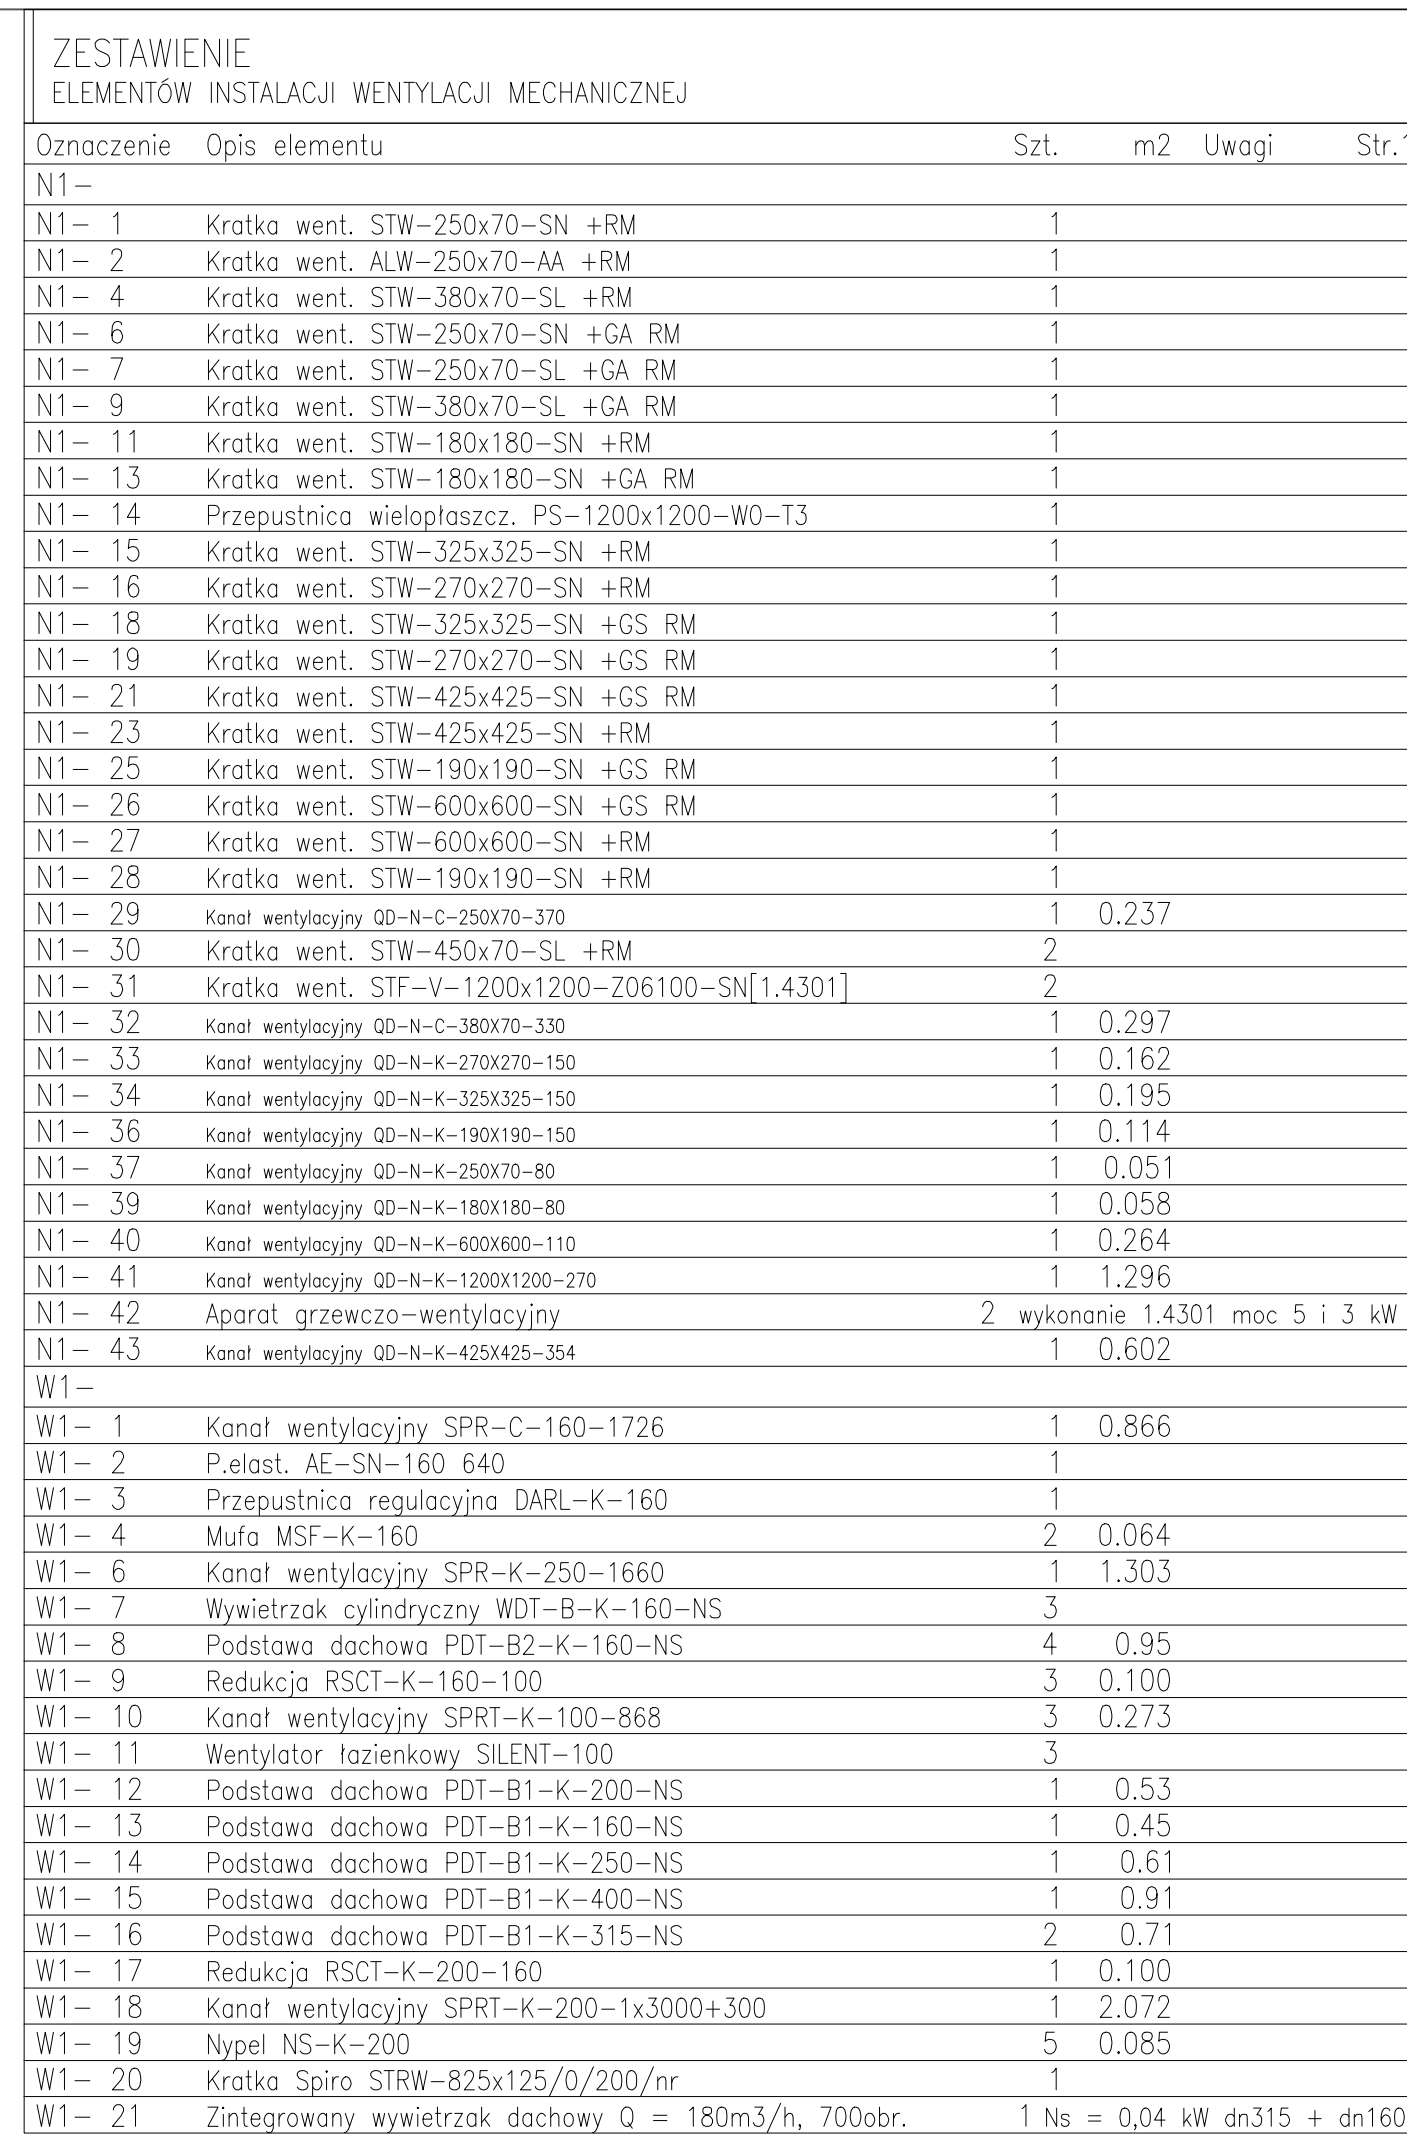 ZESTAWIENIE
ELEMENTÓW INSTALACJI WENTYLACJI MECHANICZNEJ
Oznaczenie Opis elementu Szt. m2 Uwagi Str.1
N1-
N1- 1 Kratka went. STW-250x70-SN +RM 1
N1- 2 Kratka went. ALW-250x70-AA +RM 1
N1- 4 Kratka went. STW-380x70-SL +RM 1
N1- 6 Kratka went. STW-250x70-SN +GA RM 1
N1- 7 Kratka went. STW-250x70-SL +GA RM 1
N1- 9 Kratka went. STW-380x70-SL +GA RM 1
N1- 11 Kratka went. STW-180x180-SN +RM 1
N1- 13 Kratka went. STW-180x180-SN +GA RM 1
N1- 14 Przepustnica wielopłaszcz. PS-1200x1200-W0-T3 1
N1- 15 Kratka went. STW-325x325-SN +RM 1
N1- 16 Kratka went. STW-270x270-SN +RM 1
N1- 18 Kratka went. STW-325x325-SN +GS RM 1
N1- 19 Kratka went. STW-270x270-SN +GS RM 1
N1- 21 Kratka went. STW-425x425-SN +GS RM 1
N1- 23 Kratka went. STW-425x425-SN +RM 1
N1- 25 Kratka went. STW-190x190-SN +GS RM 1
N1- 26 Kratka went. STW-600x600-SN +GS RM 1
N1- 27 Kratka went. STW-600x600-SN +RM 1
N1- 28 Kratka went. STW-190x190-SN +RM 1
N1- 29 Kanał wentylacyjny QD-N-C-250X70-370 1 0.237
N1- 30 Kratka went. STW-450x70-SL +RM 2
N1- 31 Kratka went. STF-V-1200x1200-Z06100-SN[1.4301] 2
N1- 32 Kanał wentylacyjny QD-N-C-380X70-330 1 0.297
N1- 33 Kanał wentylacyjny QD-N-K-270X270-150 1 0.162
N1- 34 Kanał wentylacyjny QD-N-K-325X325-150 1 0.195
N1- 36 Kanał wentylacyjny QD-N-K-190X190-150 1 0.114
N1- 37 Kanał wentylacyjny QD-N-K-250X70-80 1 0.051
N1- 39 Kanał wentylacyjny QD-N-K-180X180-80 1 0.058
N1- 40 Kanał wentylacyjny QD-N-K-600X600-110 1 0.264
N1- 41 Kanał wentylacyjny QD-N-K-1200X1200-270 1 1.296
N1- 42 Aparat grzewczo-wentylacyjny 2 wykonanie 1.4301 moc 5 i 3 kW
N1- 43 Kanał wentylacyjny QD-N-K-425X425-354 1 0.602
W1-
W1- 1 Kanał wentylacyjny SPR-C-160-1726 1 0.866
W1- 2 P.elast. AE-SN-160 640 1
W1- 3 Przepustnica regulacyjna DARL-K-160 1
W1- 4 Mufa MSF-K-160 2 0.064
W1- 6 Kanał wentylacyjny SPR-K-250-1660 1 1.303
W1- 7 Wywietrzak cylindryczny WDT-B-K-160-NS 3
W1- 8 Podstawa dachowa PDT-B2-K-160-NS 4 0.95
W1- 9 Redukcja RSCT-K-160-100 3 0.100
W1- 10 Kanał wentylacyjny SPRT-K-100-868 3 0.273
W1- 11 Wentylator łazienkowy SILENT-100 3
W1- 12 Podstawa dachowa PDT-B1-K-200-NS 1 0.53
W1- 13 Podstawa dachowa PDT-B1-K-160-NS 1 0.45
W1- 14 Podstawa dachowa PDT-B1-K-250-NS 1 0.61
W1- 15 Podstawa dachowa PDT-B1-K-400-NS 1 0.91
W1- 16 Podstawa dachowa PDT-B1-K-315-NS 2 0.71
W1- 17 Redukcja RSCT-K-200-160 1 0.100
W1- 18 Kanał wentylacyjny SPRT-K-200-1x3000+300 1 2.072
W1- 19 Nypel NS-K-200 5 0.085
W1- 20 Kratka Spiro STRW-825x125/0/200/nr 1
W1- 21 Zintegrowany wywietrzak dachowy Q = 180m3/h, 700obr. 1 Ns = 0,04 kW dn315 + dn160